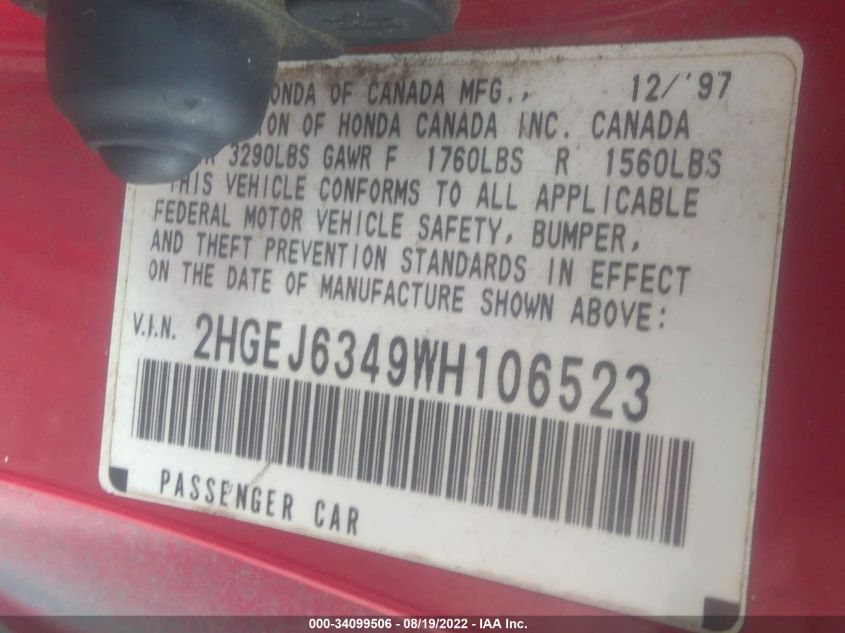 ONDA OF CANADA MFG., 12/'97
ION OF HONDA CANADA INC. CANADA
3290LBS GAWR F 1760LBS R 1560LBS
THIS VEHICLE CONFORMS TO ALL APPLICABLE
FEDERAL MOTOR VEHICLE SAFETY, BUMPER,
AND THEFT PREVENTION STANDARDS IN EFFECT
ON THE DATE OF MANUFACTURE SHOWN ABOVE:
V.I.N. 2HGEJ6349WH106523
PASSENGER CAR
000-34099506 - 08/19/2022 - IAA Inc.